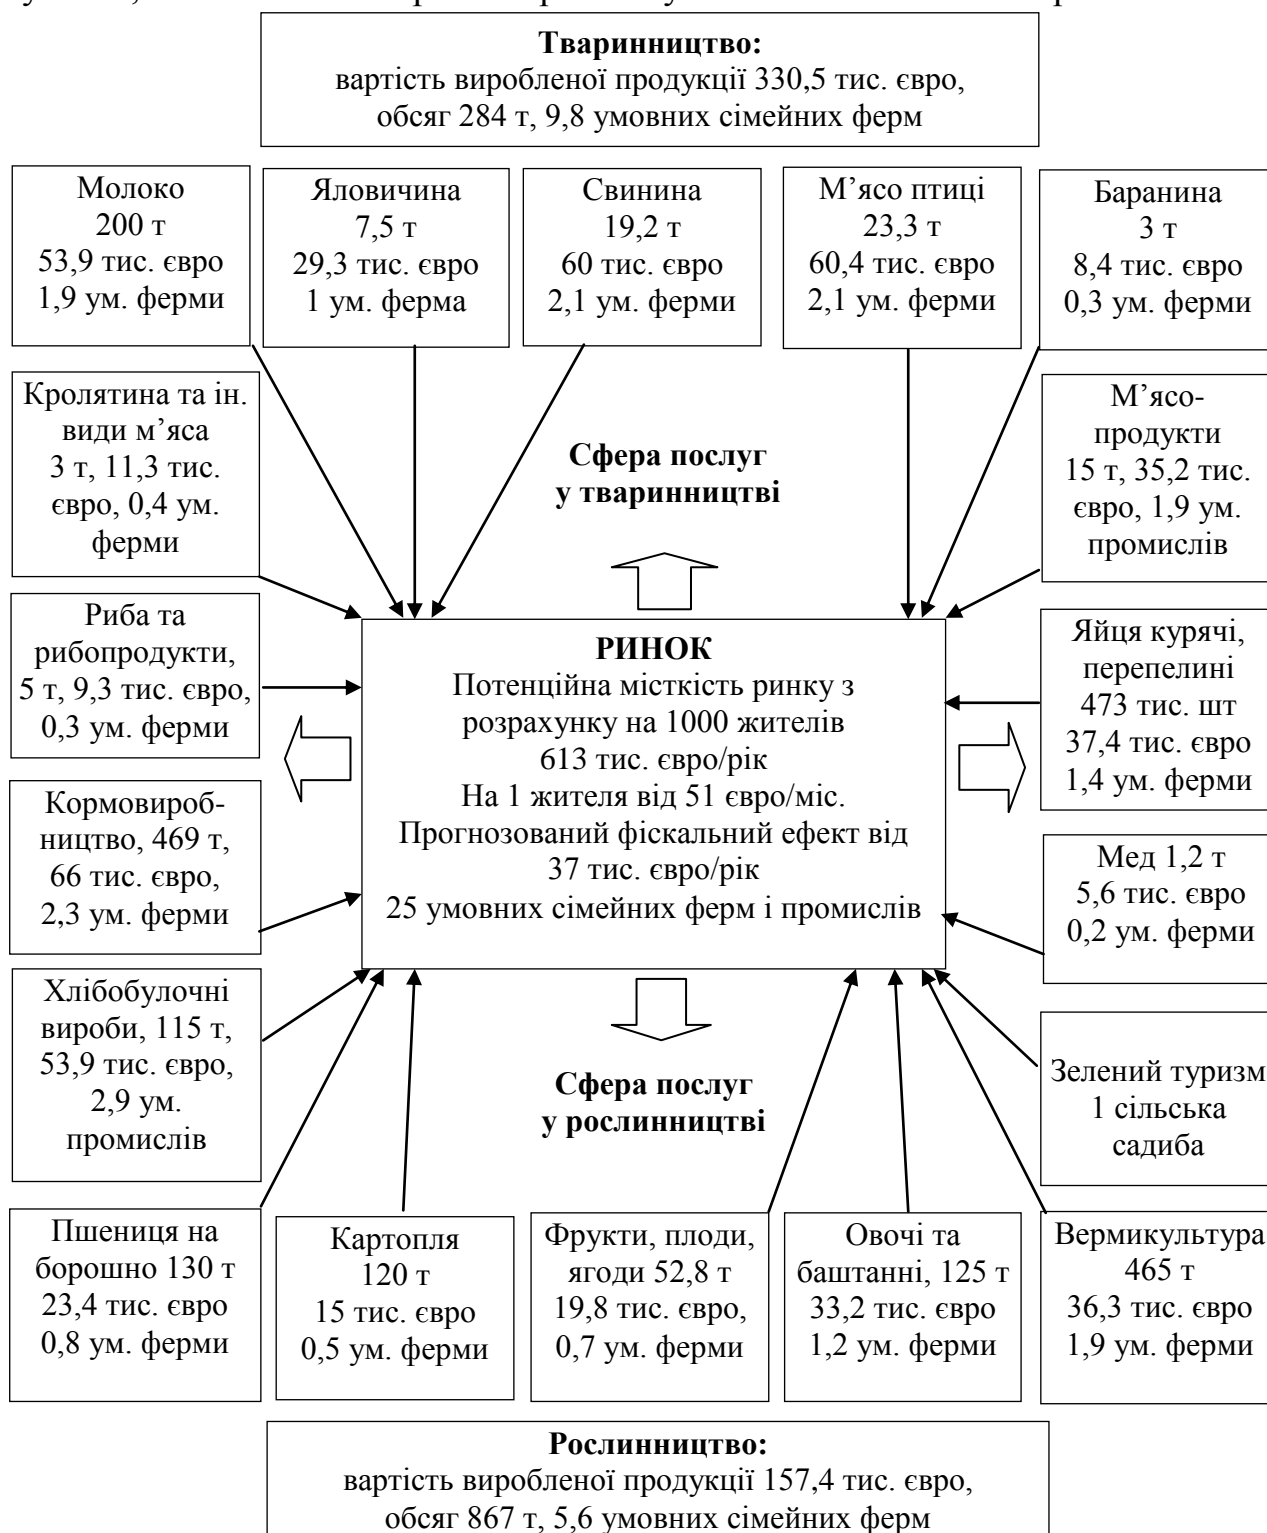 Тваринництво:
вартість виробленої продукції 330,5 тис. євро,
обсяг 284 т, 9,8 умовних сімейних ферм
Молоко
200 т
53,9 тис. євро
1,9 ум. ферми
Яловичина
7,5 т
29,3 тис. євро
1 ум. ферма
Свинина
19,2 т
60 тис. євро
2,1 ум. ферми
М’ясо птиці
23,3 т
60,4 тис. євро
2,1 ум. ферми
Баранина
3 т
8,4 тис. євро
0,3 ум. ферми
Кролятина та ін.
види м’яса
3 т, 11,3 тис.
євро, 0,4 ум.
ферми
Сфера послуг
у тваринництві
М’ясо-
продукти
15 т, 35,2 тис.
євро, 1,9 ум.
промислів
Риба та
рибопродукти,
5 т, 9,3 тис. євро,
0,3 ум. ферми
РИНОК
Потенційна місткість ринку з
розрахунку на 1000 жителів
613 тис. євро/рік
На 1 жителя від 51 євро/міс.
Прогнозований фіскальний ефект від
37 тис. євро/рік
25 умовних сімейних ферм і промислів
Яйця курячі,
перепелині
473 тис. шт
37,4 тис. євро
1,4 ум. ферми
Кормовироб-
ництво, 469 т,
66 тис. євро,
2,3 ум. ферми
Мед 1,2 т
5,6 тис. євро
0,2 ум. ферми
Хлібобулочні
вироби, 115 т,
53,9 тис. євро,
2,9 ум.
промислів
Сфера послуг
у рослинництві
Зелений туризм
1 сільська
садиба
Пшениця на
борошно 130 т
23,4 тис. євро
0,8 ум. ферми
Картопля
120 т
15 тис. євро
0,5 ум. ферми
Фрукти, плоди,
ягоди 52,8 т
19,8 тис. євро,
0,7 ум. ферми
Овочі та
баштанні, 125 т
33,2 тис. євро
1,2 ум. ферми
Вермикультура
465 т
36,3 тис. євро
1,9 ум. ферми
Рослинництво:
вартість виробленої продукції 157,4 тис. євро,
обсяг 867 т, 5,6 умовних сімейних ферм